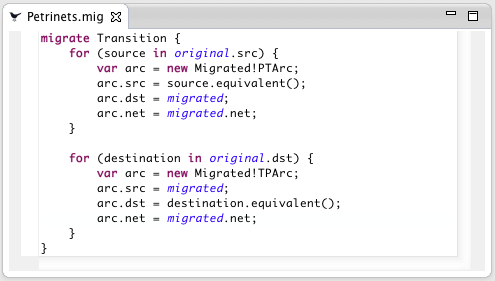 Petrinets.mig
migrate Transition {
    for (source in original.src) {
        var arc = new Migrated!PTArc;
        arc.src = source.equivalent();
        arc.dst = migrated;
        arc.net = migrated.net;
    }

    for (destination in original.dst) {
        var arc = new Migrated!TPArc;
        arc.src = migrated;
        arc.dst = destination.equivalent();
        arc.net = migrated.net;
    }
}